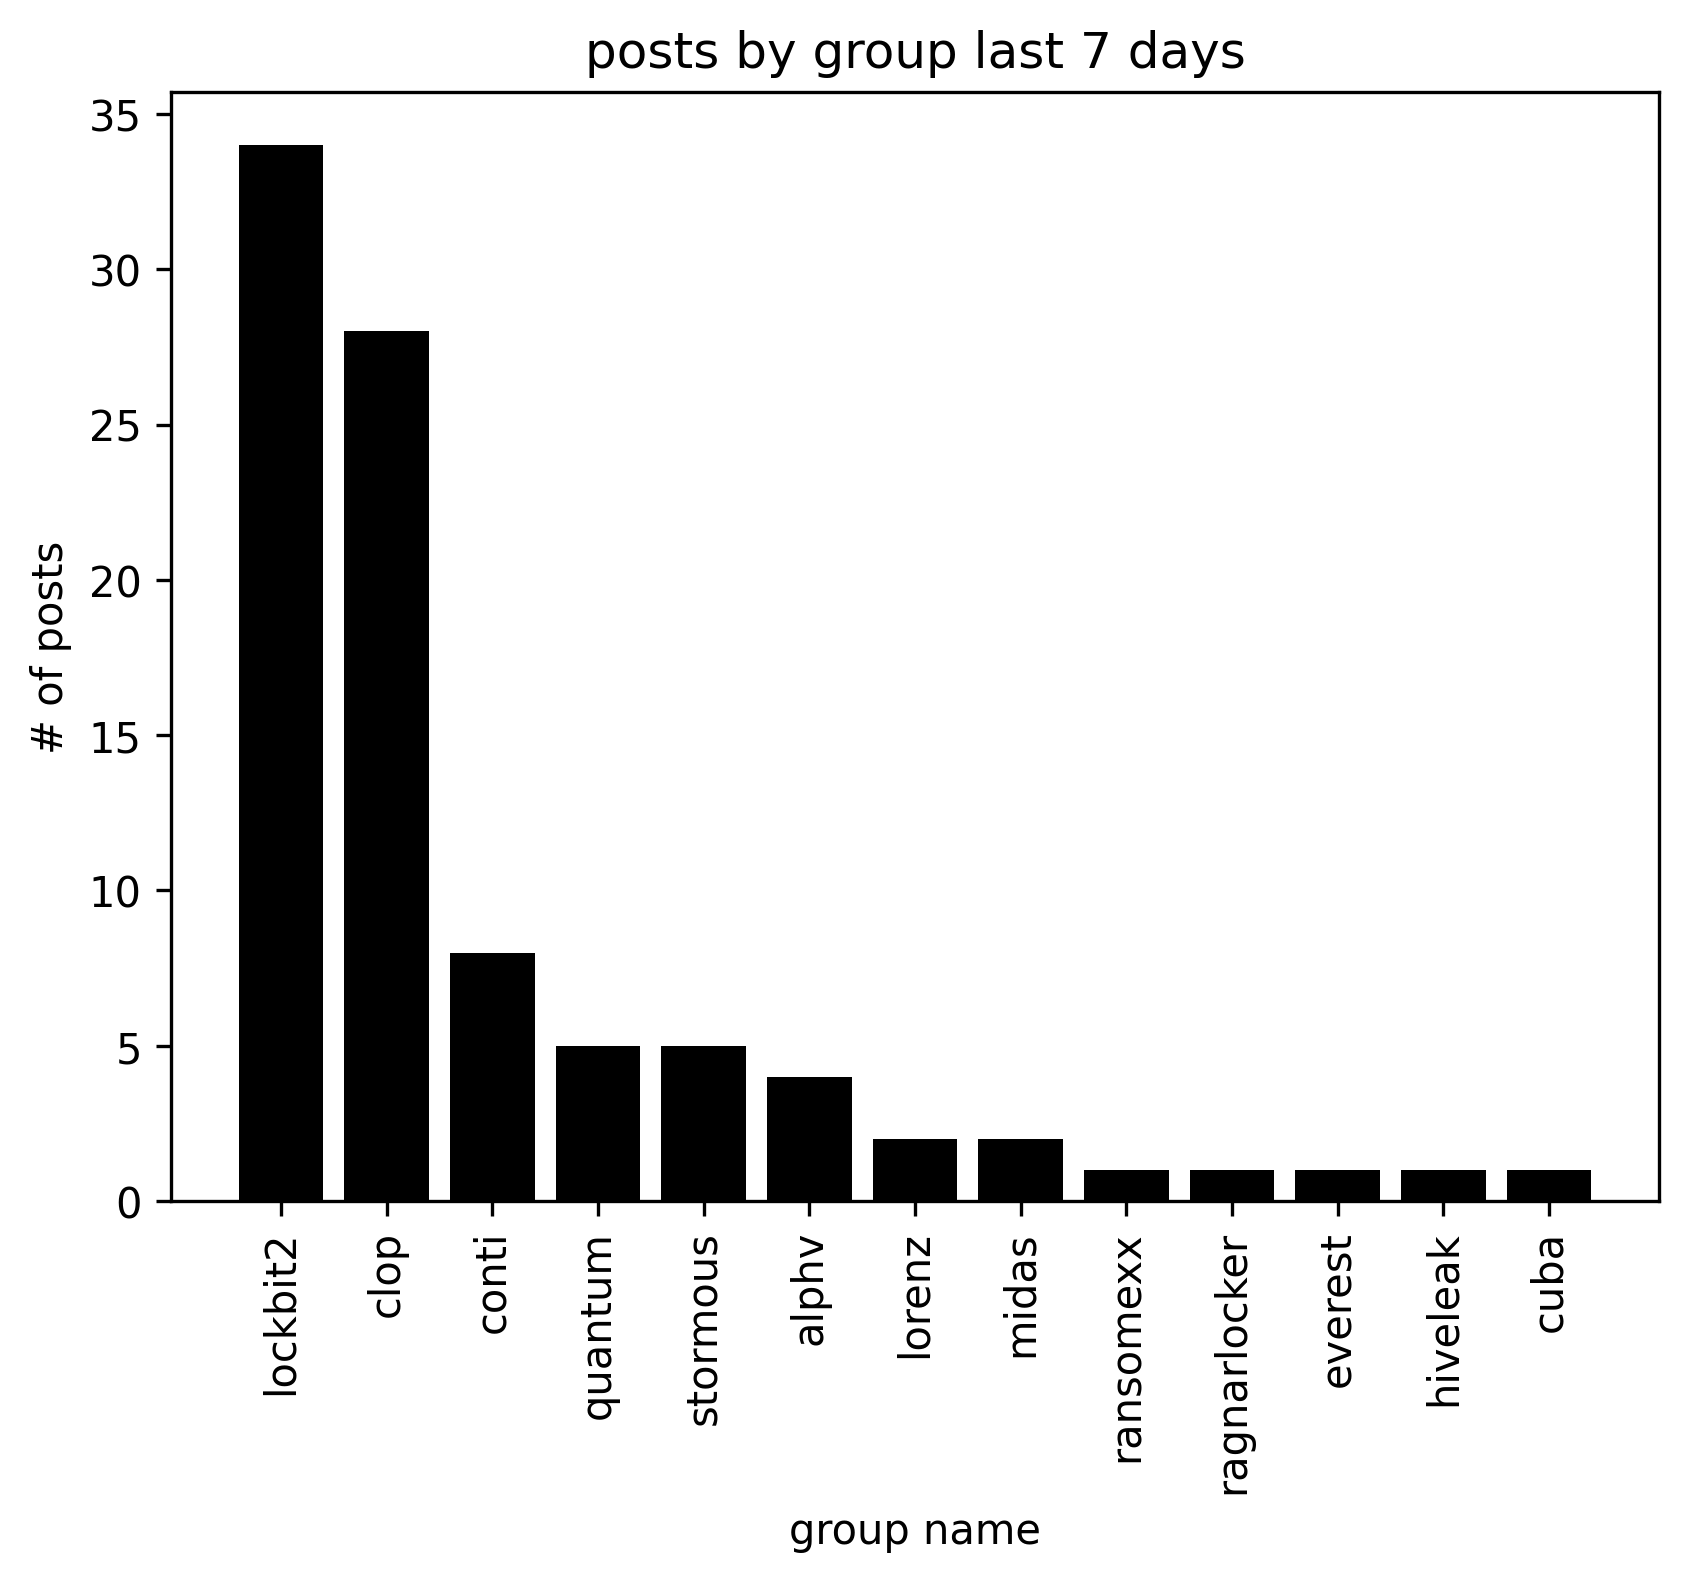 posts by group last 7 days
35
30
25
20
15
10
5
0
# of posts
lockbit2
clop
conti
quantum
stormous
alphv
lorenz
midas
ransomexx
ragnarlocker
everest
hiveleak
cuba
group name